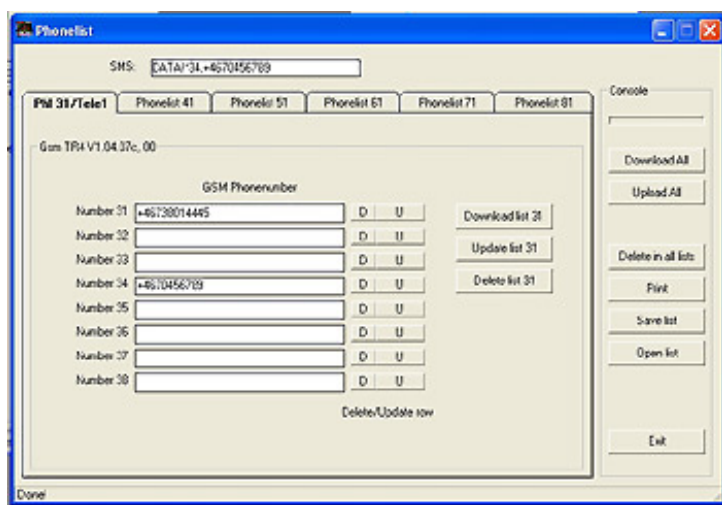 Phonelist
SMS: DATA!*34,+4670456789
PM 31/Tele1 Phonelist 41 Phonelist 51 Phonelist 61 Phonelist 71 Phonelist 81
Console
Gsm TR4 V1.04.37c, 00
Download All
GSM Phonenumber
Upload All
Number 31 +46738014445 D U Download list 31
Number 32 D U
Update list 31
Number 33 D U Delete in all lists
Number 34 +4670456789 D U Delete list 31 Print
Number 35 D U
Save list
Number 36 D U
Number 37 D U Open list
Number 38 D U
Delete/Update row
Exit
Done!